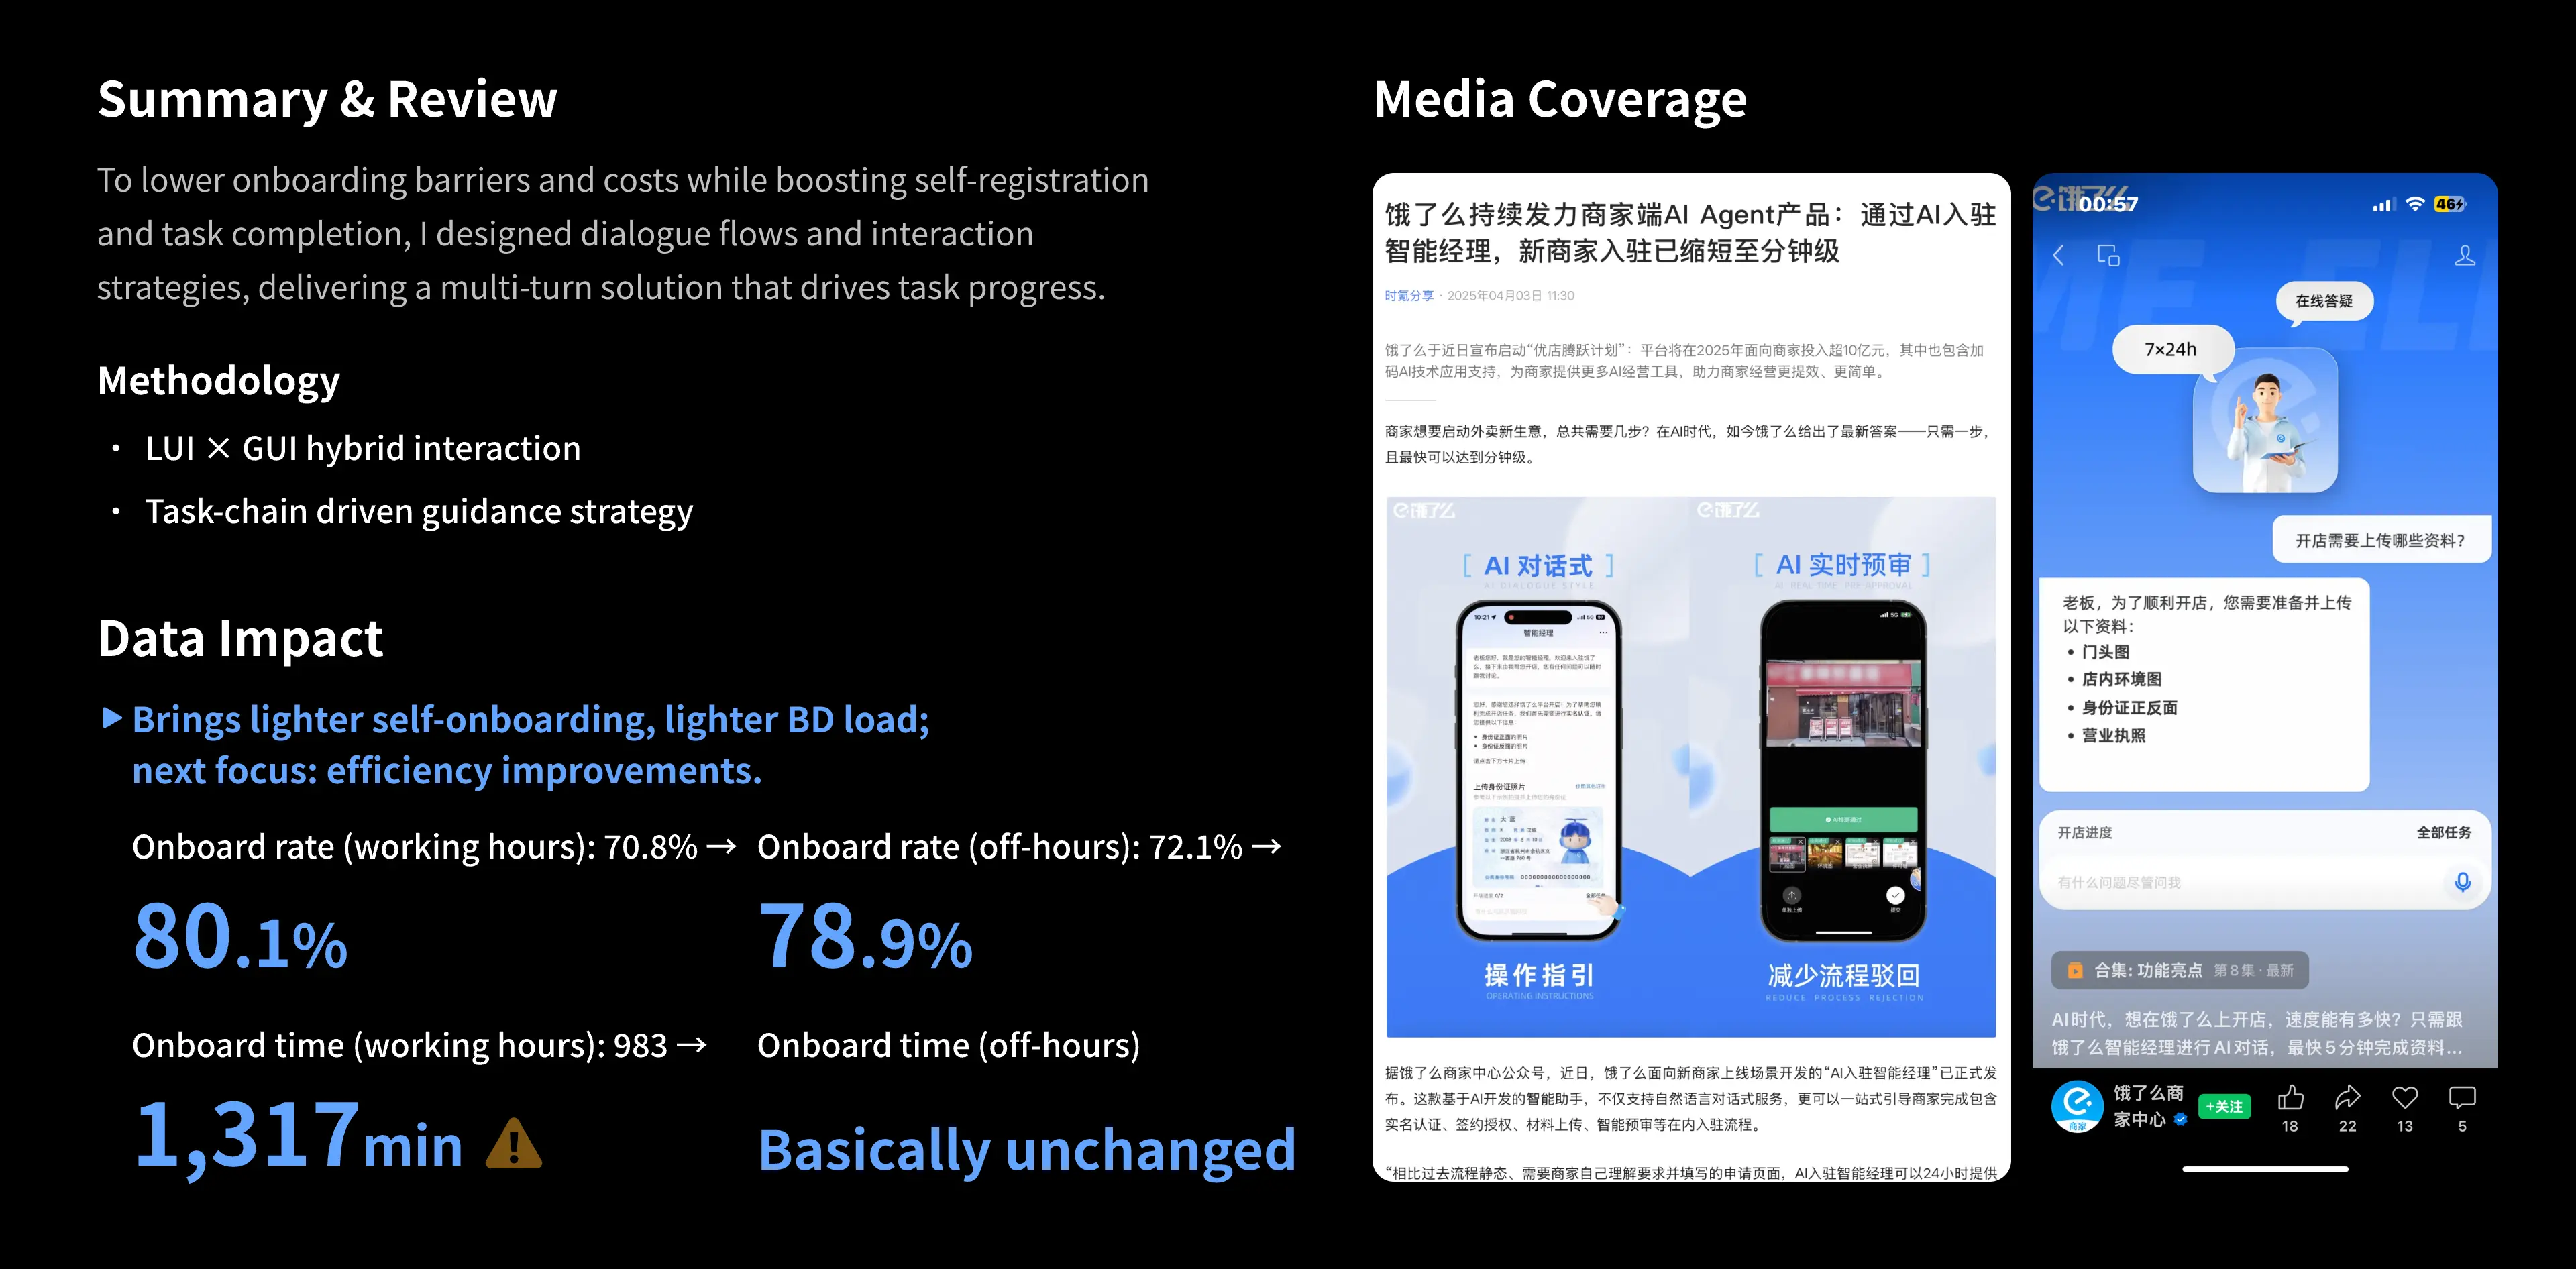 Summary & Review
To lower onboarding barriers and costs while boosting self-registration
and task completion, I designed dialogue flows and interaction
strategies, delivering a multi-turn solution that drives task progress.
Methodology
• LUI × GUI hybrid interaction
• Task-chain driven guidance strategy
Data Impact
▶ Brings lighter self-onboarding, lighter BD load;
next focus: efficiency improvements.
Onboard rate (working hours): 70.8% →
80.1%
Onboard rate (off-hours): 72.1% →
78.9%
Onboard time (working hours): 983 →
1,317min
Onboard time (off-hours)
Basically unchanged
Media Coverage
饿了么持续发力商家端AI Agent产品：通过AI入驻
智能经理，新商家入驻已缩短至分钟级
时氪分享 · 2025年04月03日 11:30
饿了么于近日宣布启动“优店腾跃计划”：平台将在2025年面向商家投入超10亿元，其中也包含加
码AI技术应用支持，为商家提供更多AI经营工具，助力商家经营更提效、更简单。
商家想要启动外卖新生意，总共需要几步？在AI时代，如今饿了么给出了最新答案——只需一步，
且最快可以达到分钟级。
饿了么
[ AI 对话式 ]
AI DIALOGUE STYLE
10:21
5G
智能经理
上传身份证照片
操作指引
OPERATING INSTRUCTIONS
饿了么
[ AI 实时预审 ]
AI REAL-TIME PRE-APPROVAL
5G
减少流程驳回
REDUCE PROCESS REJECTION
据饿了么商家中心公众号，近日，饿了么面向新商家上线场景开发的“AI入驻智能经理”已正式发
布。这款基于AI开发的智能助手，不仅支持自然语言对话式服务，更可以一站式引导商家完成包含
实名认证、签约授权、材料上传、智能预审等在内入驻流程。
“相比过去流程静态、需要商家自己理解要求并填写的申请页面，AI入驻智能经理可以24小时提供
饿了么
00:57
46
在线答疑
7×24h
开店需要上传哪些资料？
老板，为了顺利开店，您需要准备并上传
以下资料：
• 门头图
• 店内环境图
• 身份证正反面
• 营业执照
开店进度
全部任务
有什么问题尽管问我
合集: 功能亮点 第8集 · 最新
AI时代，想在饿了么上开店，速度能有多快？只需跟
饿了么智能经理进行AI对话，最快5分钟完成资料...
商家
饿了么商
家中心
+关注
18
22
13
5